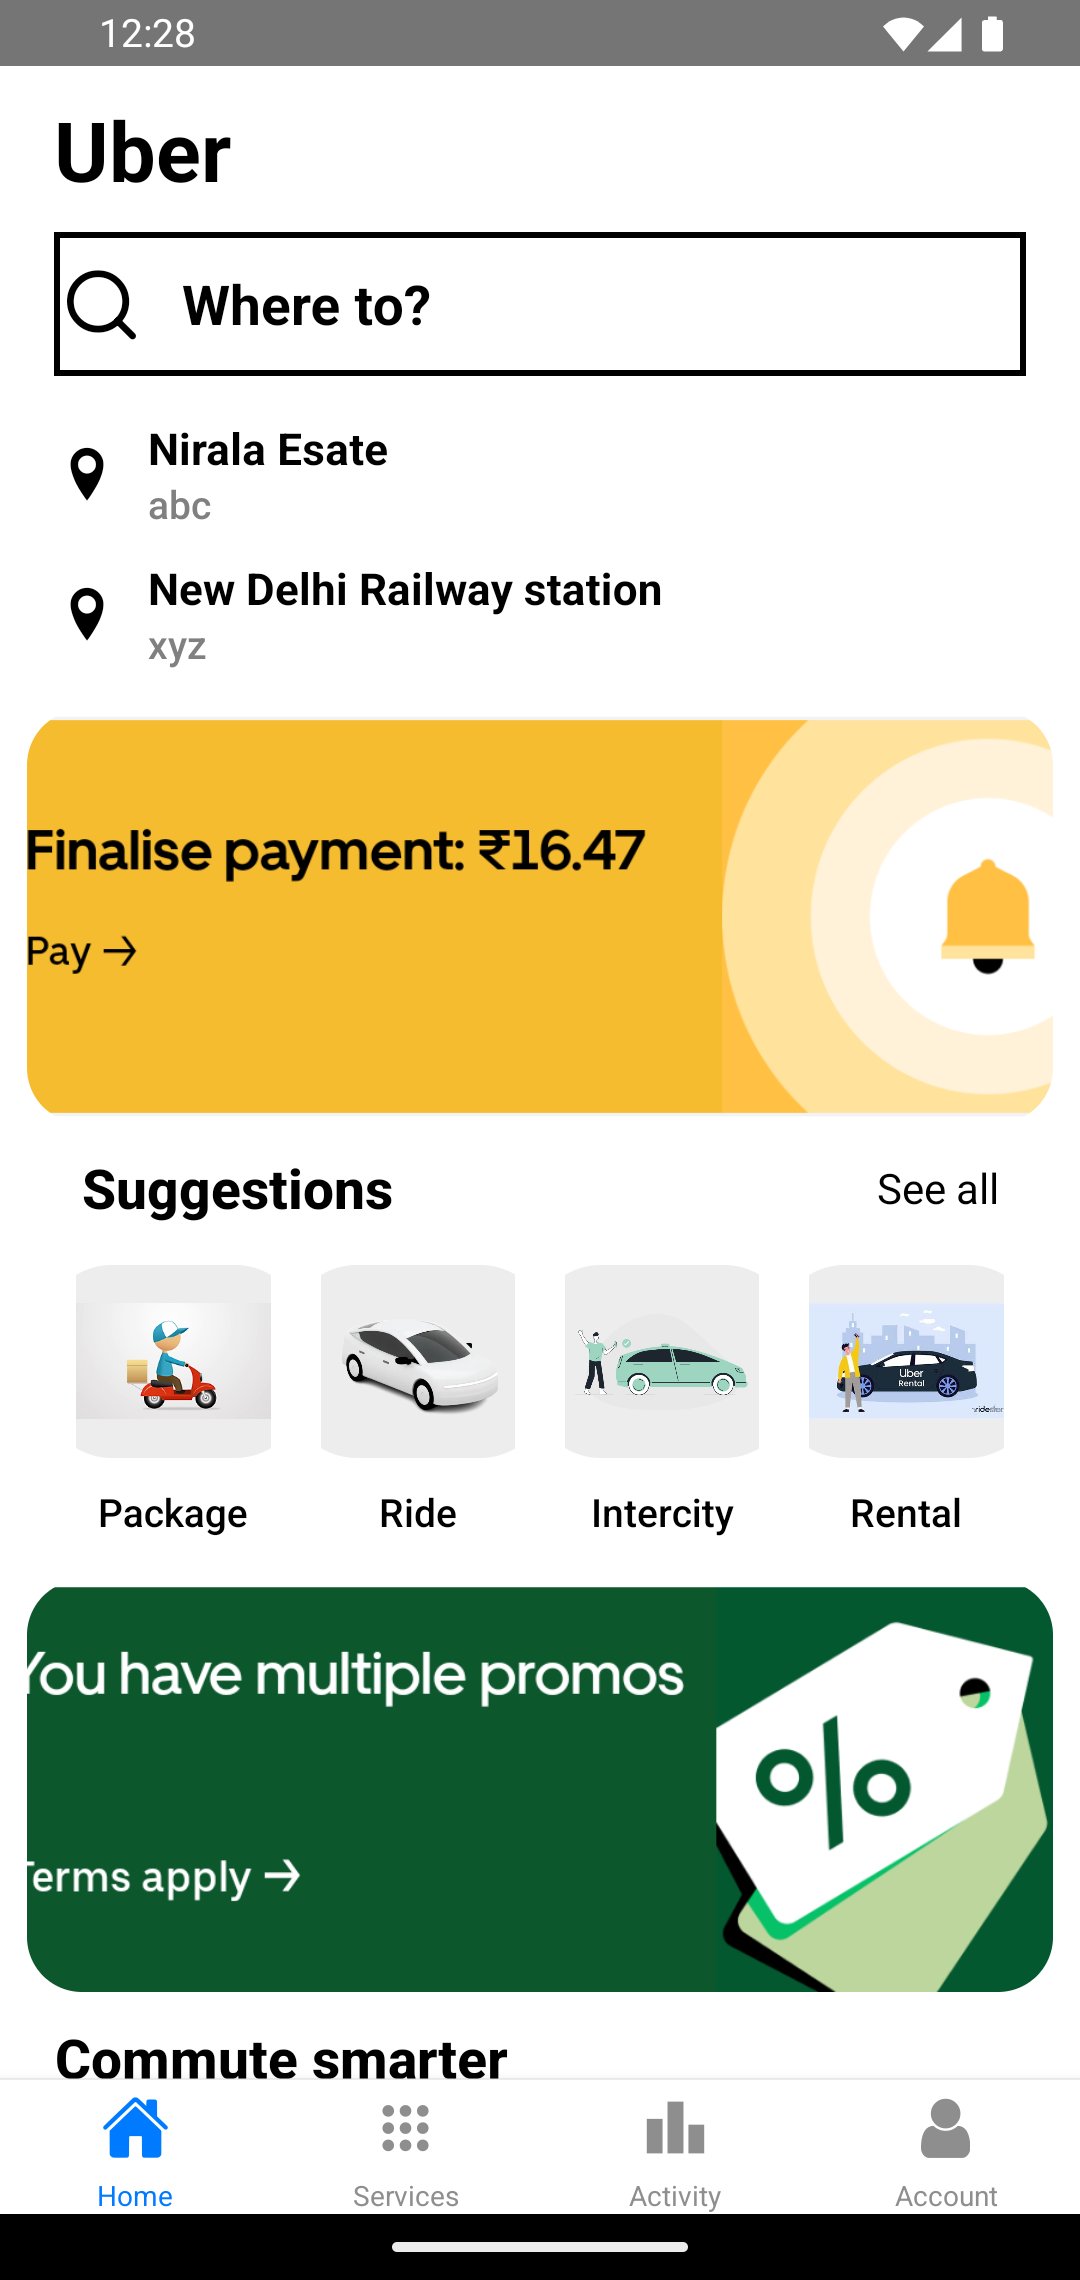 12:28
Uber
Where to?
Nirala Esate
abc
New Delhi Railway station
xyz
Finalise payment: ₹16.47
Pay →
Suggestions
See all
Uber
Rental
Package
Ride
Intercity
Rental
You have multiple promos
%
Terms apply →
Commute smarter
Home
Services
Activity
Account